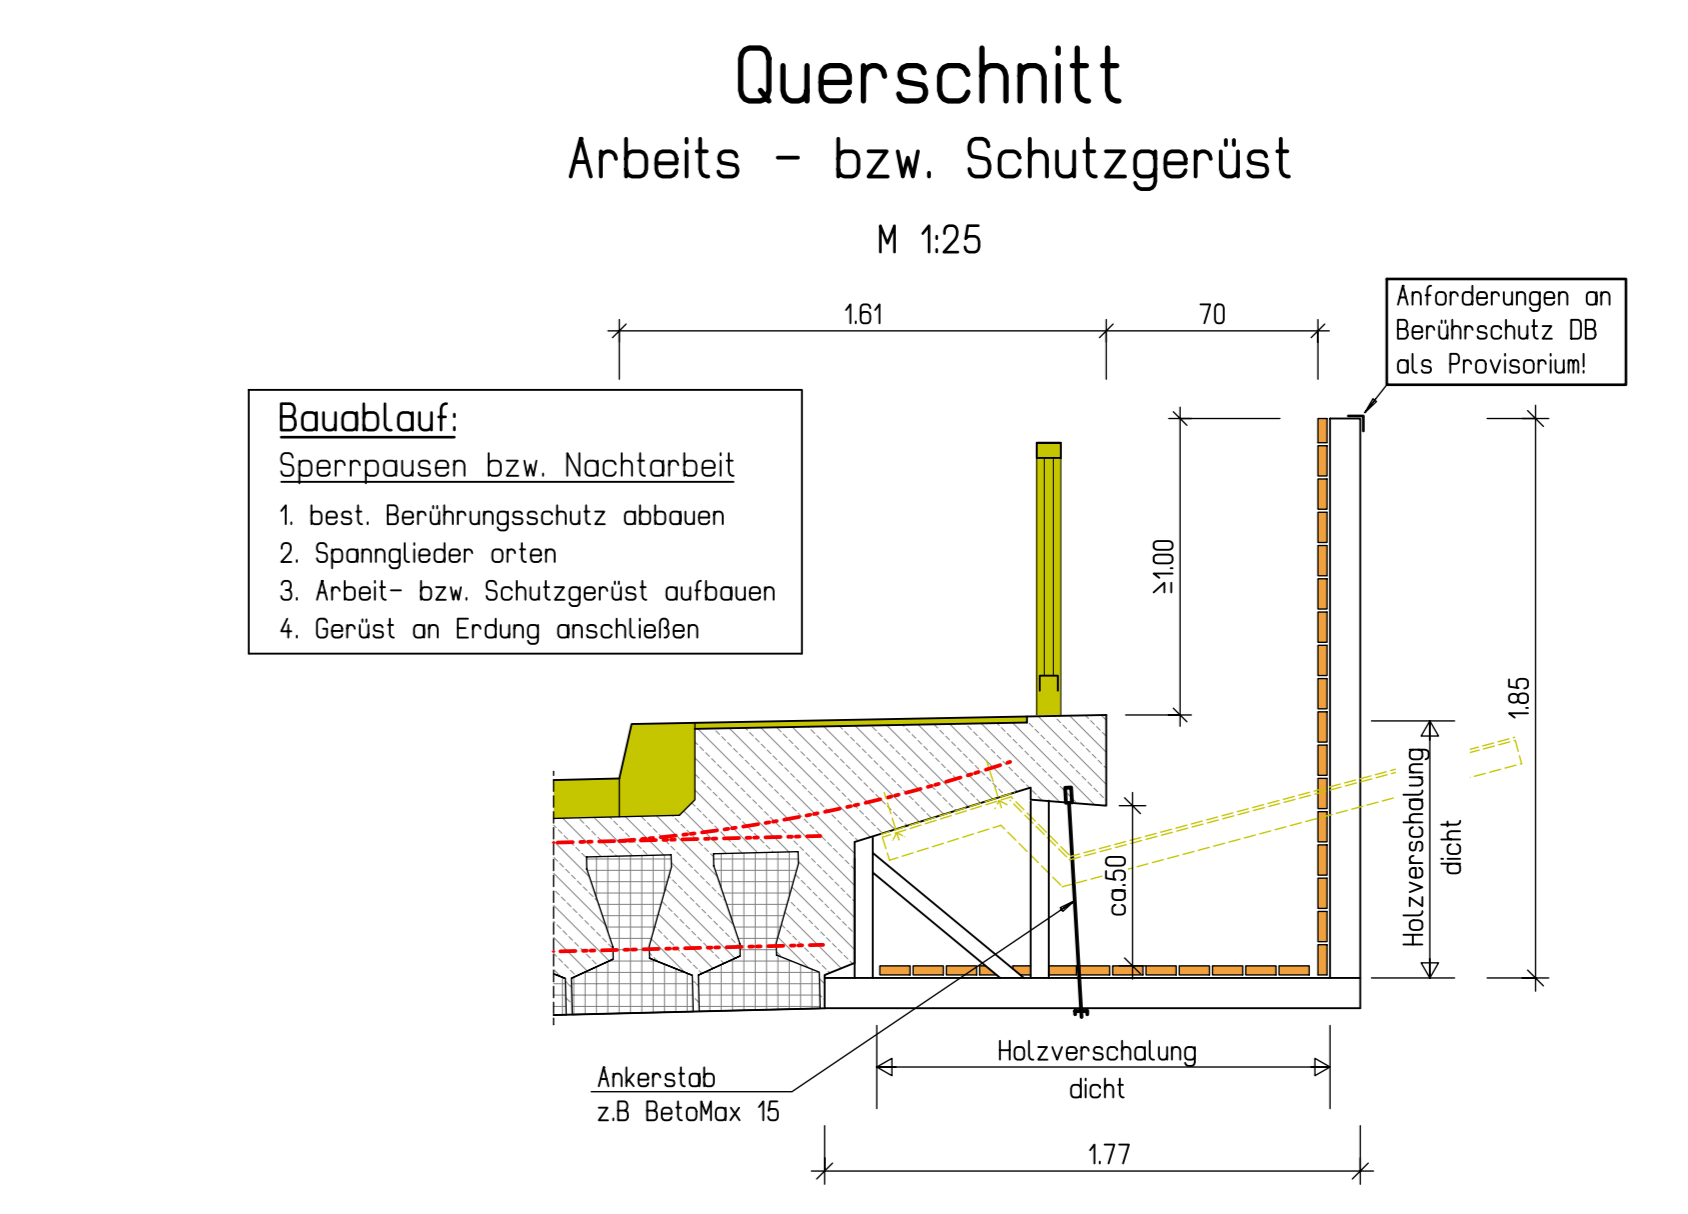 Querschnitt
Arbeits - bzw. Schutzgerüst
M 1:25
1.61
70
Anforderungen an
Berührschutz DB
als Provisorium!
Bauablauf:
Sperrpausen bzw. Nachtarbeit
1. best. Berührungsschutz abbauen
2. Spannglieder orten
3. Arbeit- bzw. Schutzgerüst aufbauen
4. Gerüst an Erdung anschließen
≥1.00
1.85
Holzverschalung
dicht
ca.50
Holzverschalung
dicht
Ankerstab
z.B BetoMax 15
1.77